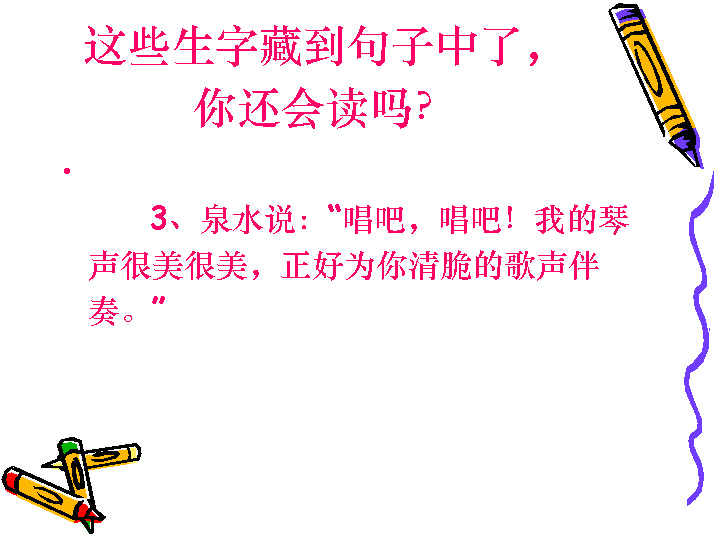 这些生字藏到句子中了，
你还会读吗？
•
3、泉水说：“唱吧，唱吧！我的琴
声很美很美，正好为你清脆的歌声伴
奏。”